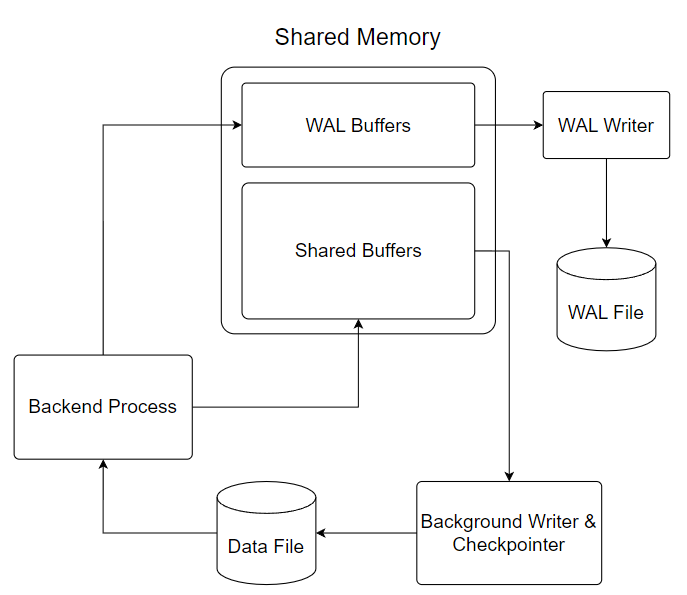 Shared Memory
WAL Buffers
WAL Writer
Shared Buffers
WAL File
Backend Process
Background Writer &
Checkpointer
Data File